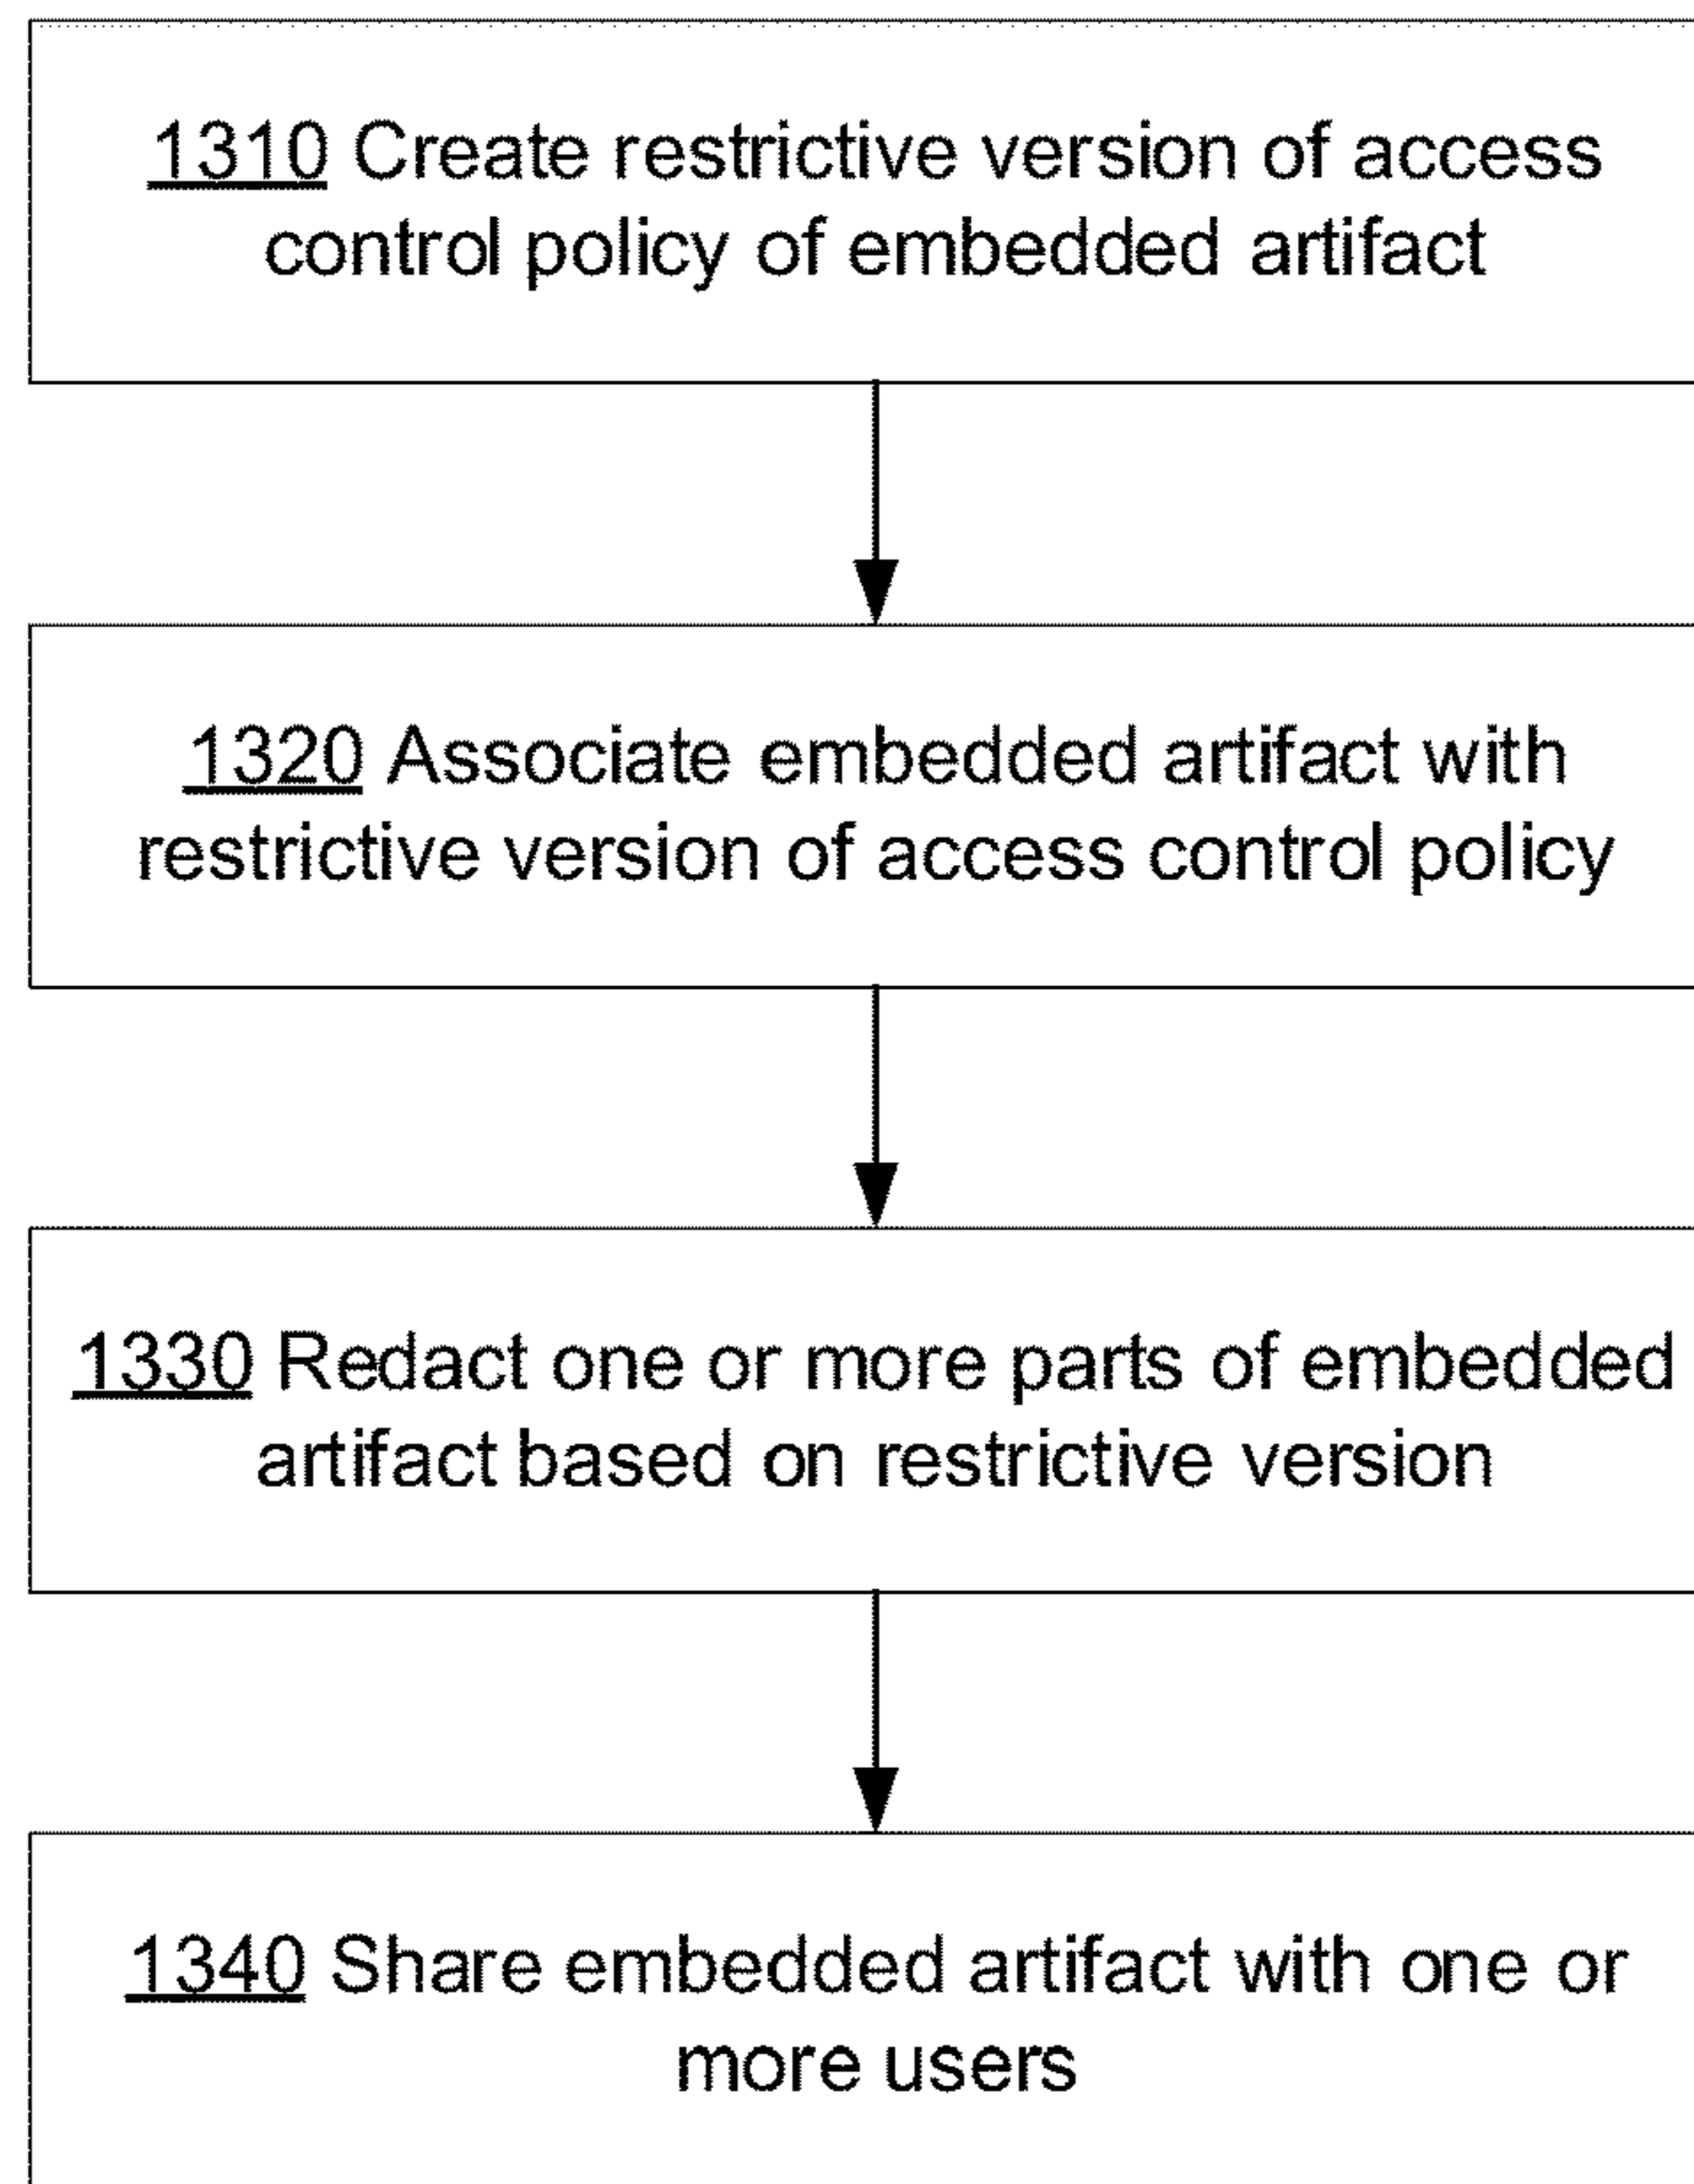 1310 Create restrictive version of access
control policy of embedded artifact
1320 Associate embedded artifact with
restrictive version of access control policy
1330 Redact one or more parts of embedded
artifact based on restrictive version
1340 Share embedded artifact with one or
more users